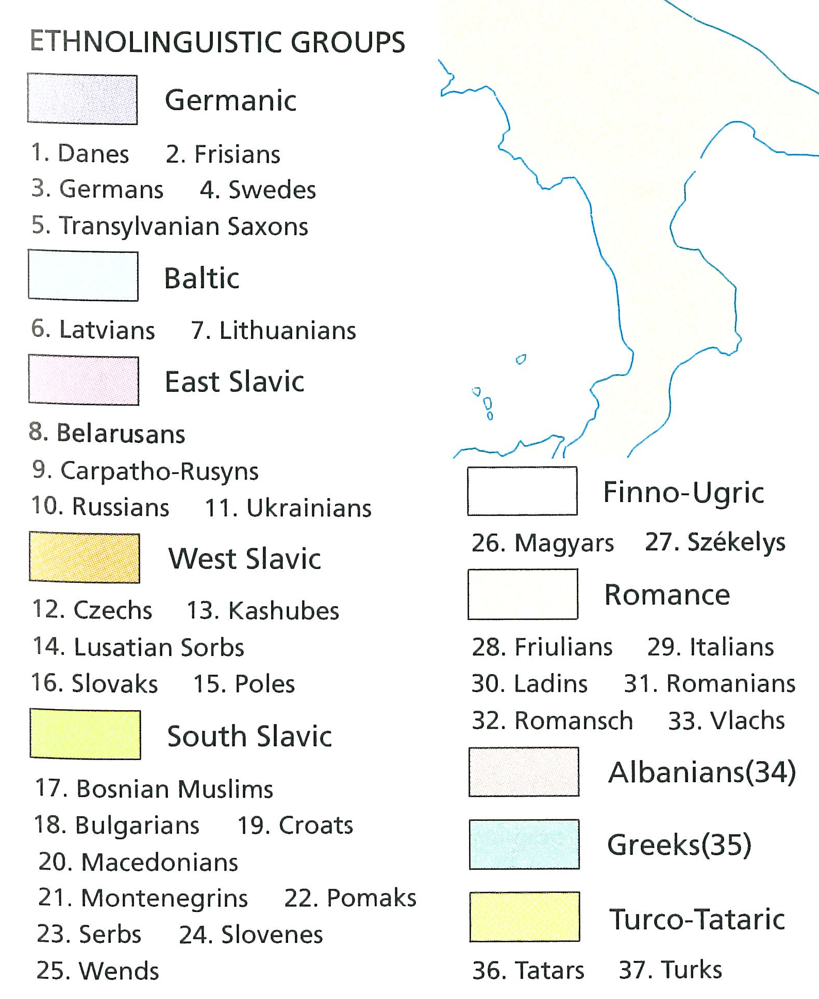 ETHNOLINGUISTIC GROUPS
Germanic
1. Danes 2. Frisians
3. Germans 4. Swedes
5. Transylvanian Saxons
Baltic
6. Latvians 7. Lithuanians
East Slavic
8. Belarusans
9. Carpatho-Rusyns
10. Russians 11. Ukrainians
West Slavic
12. Czechs 13. Kashubes
14. Lusatian Sorbs
16. Slovaks 15. Poles
South Slavic
17. Bosnian Muslims
18. Bulgarians 19. Croats
20. Macedonians
21. Montenegrins 22. Pomaks
23. Serbs 24. Slovenes
25. Wends
Finno-Ugric
26. Magyars 27. Székelys
Romance
28. Friulians 29. Italians
30. Ladins 31. Romanians
32. Romansch 33. Vlachs
Albanians(34)
Greeks(35)
Turco-Tataric
36. Tatars 37. Turks